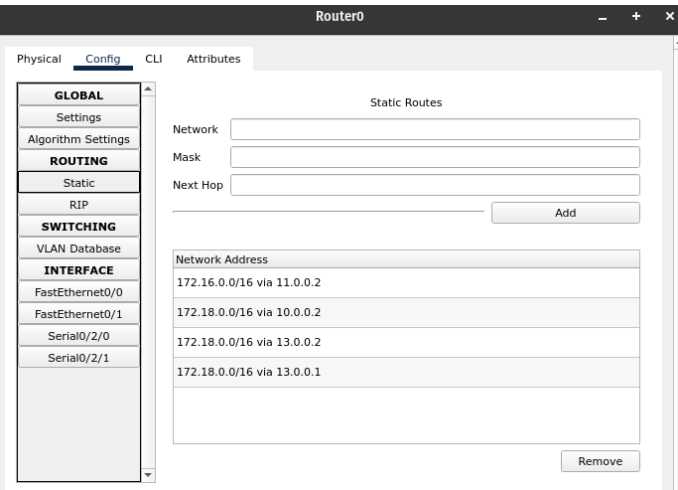 Router0
Physical Config CLI Attributes
GLOBAL
Settings
Algorithm Settings
ROUTING
Static
RIP
SWITCHING
VLAN Database
INTERFACE
FastEthernet0/0
FastEthernet0/1
Serial0/2/0
Serial0/2/1
Static Routes
Network
Mask
Next Hop
Add
Network Address
172.16.0.0/16 via 11.0.0.2
172.18.0.0/16 via 10.0.0.2
172.18.0.0/16 via 13.0.0.2
172.18.0.0/16 via 13.0.0.1
Remove